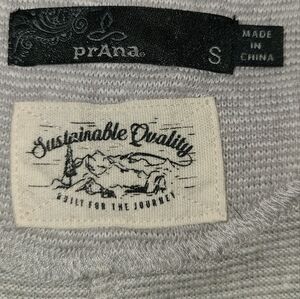 prAna
S
MADE
IN
CHINA
Sustainable Quality
BUILT FOR THE JOURNEY